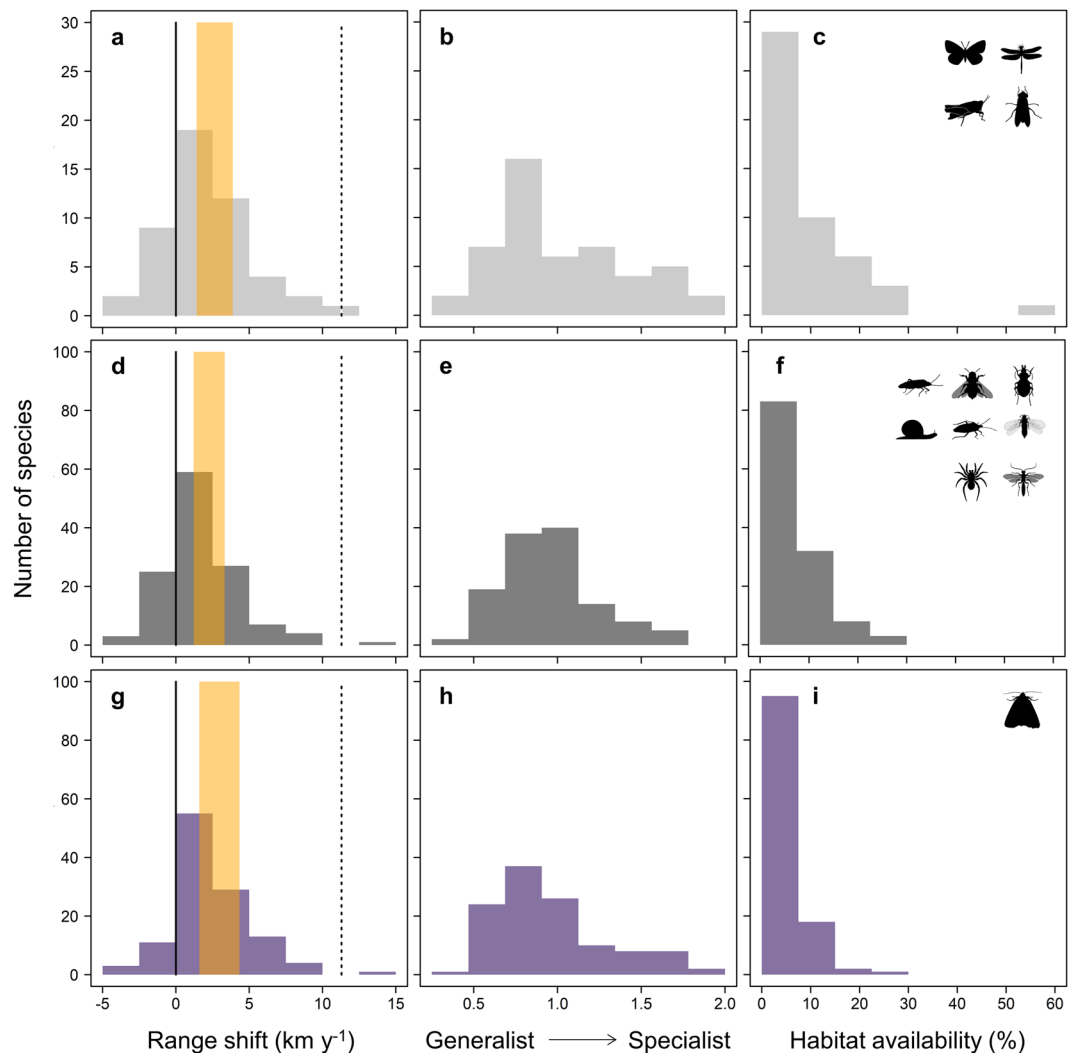 a
b
c
30
25
20
15
10
5
0
d
e
f
100
80
60
40
20
0
Number of species
g
h
i
100
80
60
40
20
0
-5 0 5 10 15
0.5 1.0 1.5 2.0
0 10 20 30 40 50 60
Range shift (km y⁻¹)
Generalist → Specialist
Habitat availability (%)